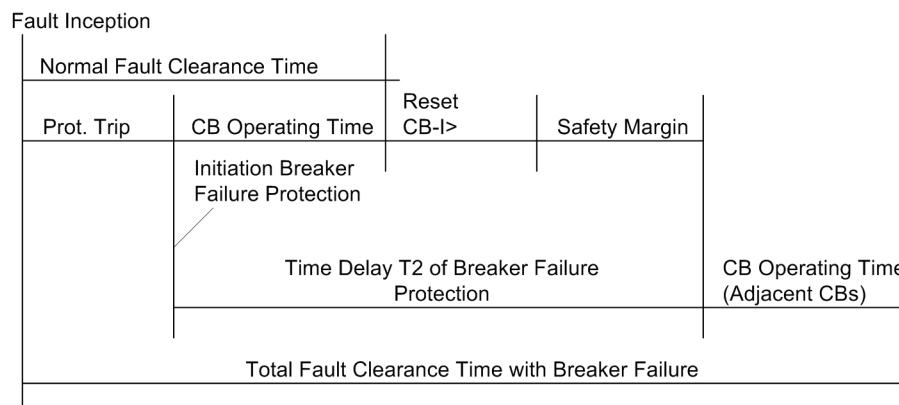 Fault Inception
Normal Fault Clearance Time
Prot. Trip
CB Operating Time
Reset
CB-I>
Safety Margin
Initiation Breaker
Failure Protection
Time Delay T2 of Breaker Failure
Protection
CB Operating Time
(Adjacent CBs)
Total Fault Clearance Time with Breaker Failure